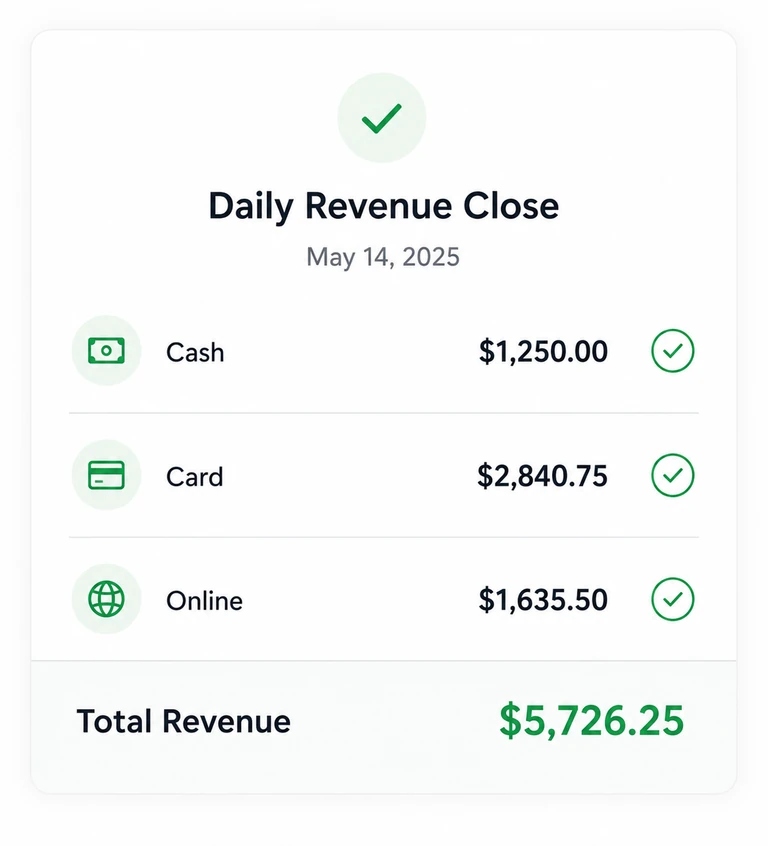 Daily Revenue Close
May 14, 2025
Cash $1,250.00
Card $2,840.75
Online $1,635.50
Total Revenue $5,726.25